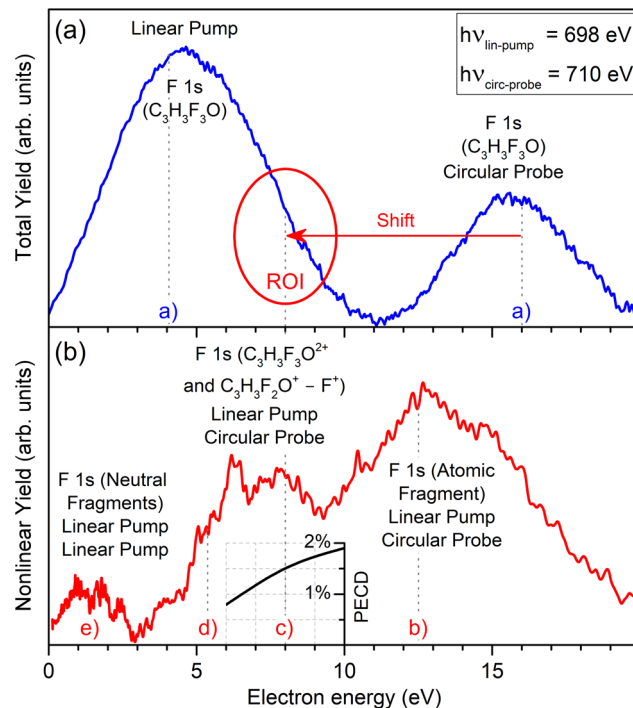 (a)
Linear Pump
F 1s
(C₃H₃F₃O)
hν_lin-pump = 698 eV
hν_circ-probe = 710 eV
F 1s
(C₃H₃F₃O)
Circular Probe
Shift
ROI
a)
a)
Total Yield (arb. units)
(b)
F 1s (C₃H₃F₃O²⁺
and C₃H₃F₂O⁺ – F⁺)
Linear Pump
Circular Probe
F 1s (Neutral
Fragments)
Linear Pump
Linear Pump
F 1s (Atomic
Fragment)
Linear Pump
Circular Probe
2%
1%
PECD
e)
d)
c)
b)
Nonlinear Yield (arb. units)
0 5 10 15
Electron energy (eV)